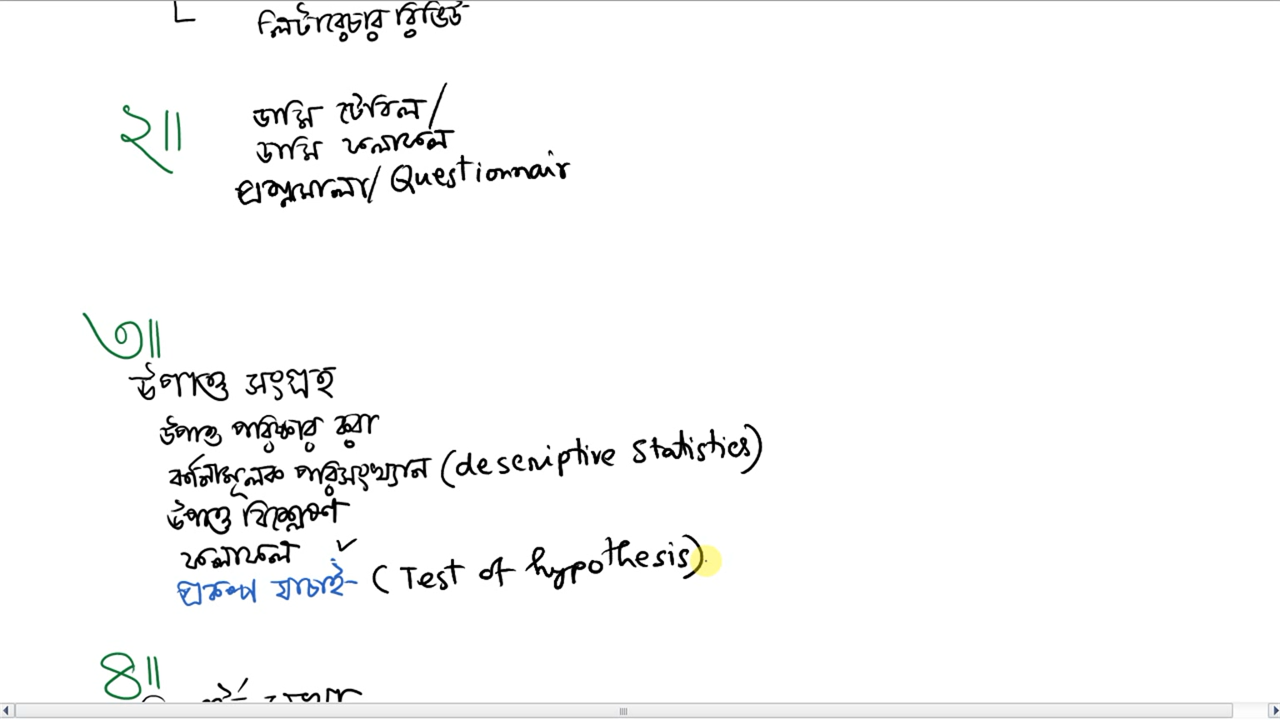 লিটারেচার রিভিউ
২॥
ডামি টেবিল/
ডামি ফলাফল
প্রশ্নমালা/ Questionnair
৩॥
উপাত্ত সংগ্রহ
উপাত্ত পরিষ্কার করা
বর্ণনামূলক পরিসংখ্যান (descriptive statistics)
উপাত্ত বিশ্লেষণ
ফলাফল ✓
প্রকল্প যাচাই- (Test of hypothesis)
৪॥